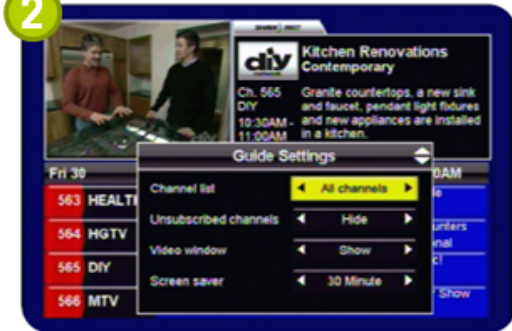 2
diy
Kitchen Renovations
Contemporary
Ch. 565
DIY
10:30AM -
11:00AM
Granite countertops, a new sink
and faucet, pendant light fixtures
and new appliances are installed
in a kitchen.
Guide Settings
Channel list All channels
Unsubscribed channels Hide
Video window Show
Screen saver 30 Minute
Fri 30
563 HEALTH
564 HGTV
565 DIY
566 MTV
Show